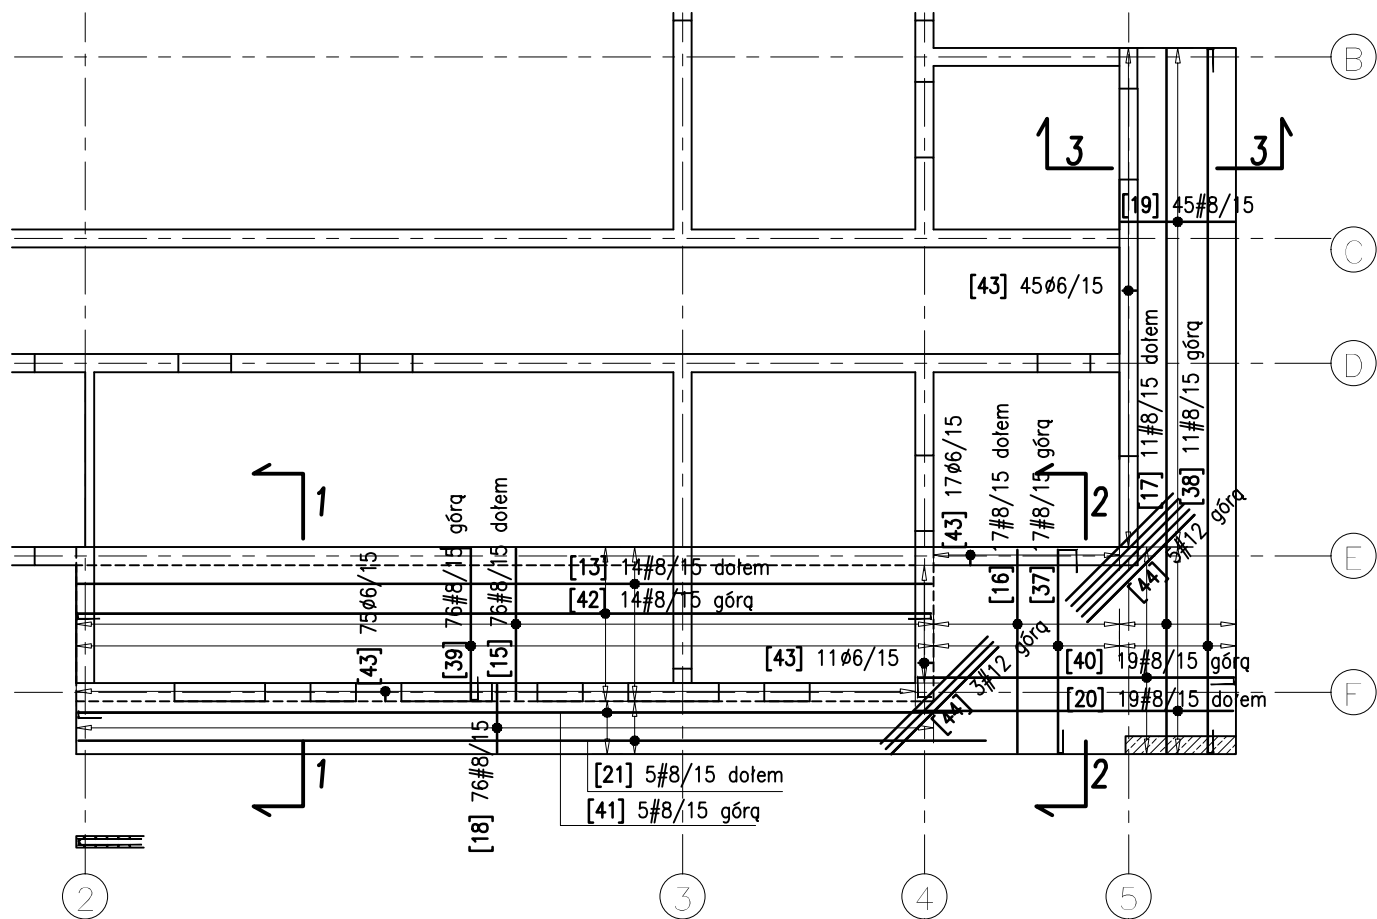 B
3
3
[19] 45#8/15
C
[43] 45ø6/15
D
[17] 11#8/15 dołem
[38] 11#8/15 górą
[43] 17ø6/15
[16] 17#8/15 dołem
[37] 17#8/15 górą
1
2
[44] 5#12 górą
E
[43] 75ø6/15
[39] 76#8/15 górą
[15] 76#8/15 dołem
[13] 14#8/15 dołem
[42] 14#8/15 górą
[43] 11ø6/15
[44] 3#12 górą
[40] 19#8/15 górą
[20] 19#8/15 dołem
F
[18] 76#8/15
1
[21] 5#8/15 dołem
2
[41] 5#8/15 górą
2
3
4
5